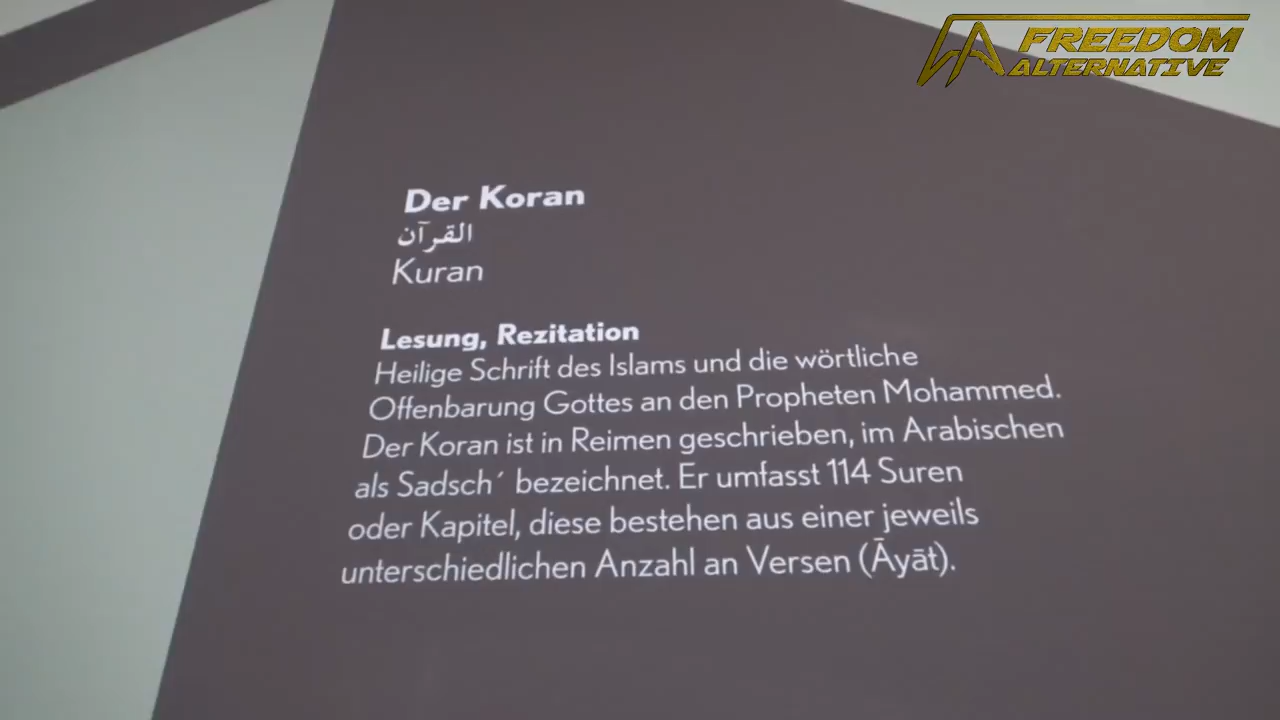 FREEDOM
ALTERNATIVE
Der Koran
القرآن
Kuran
Lesung, Rezitation
Heilige Schrift des Islams und die wörtliche
Offenbarung Gottes an den Propheten Mohammed.
Der Koran ist in Reimen geschrieben, im Arabischen
als Sadsch´ bezeichnet. Er umfasst 114 Suren
oder Kapitel, diese bestehen aus einer jeweils
unterschiedlichen Anzahl an Versen (Āyāt).